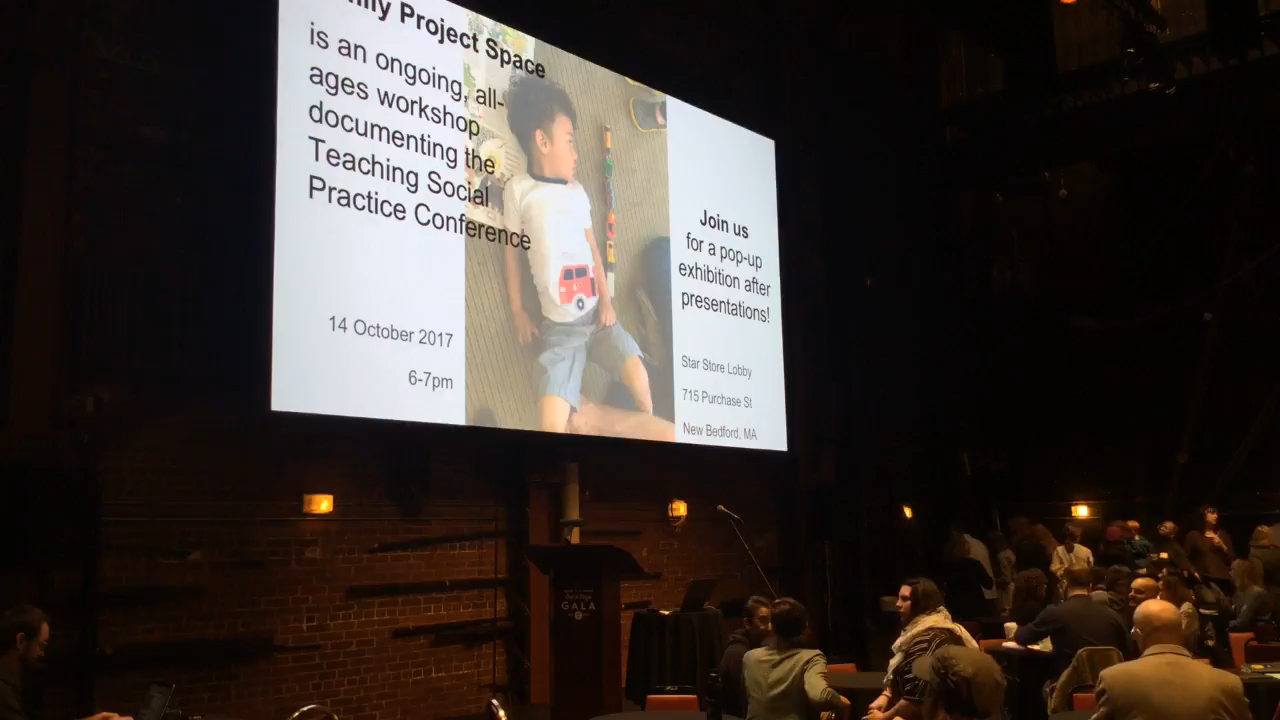 Project Space
is an ongoing, all-
ages workshop
documenting the
Teaching Social
Practice Conference
14 October 2017
6-7pm
Join us
for a pop-up
exhibition after
presentations!
Star Store Lobby
715 Purchase St
New Bedford, MA
GALA